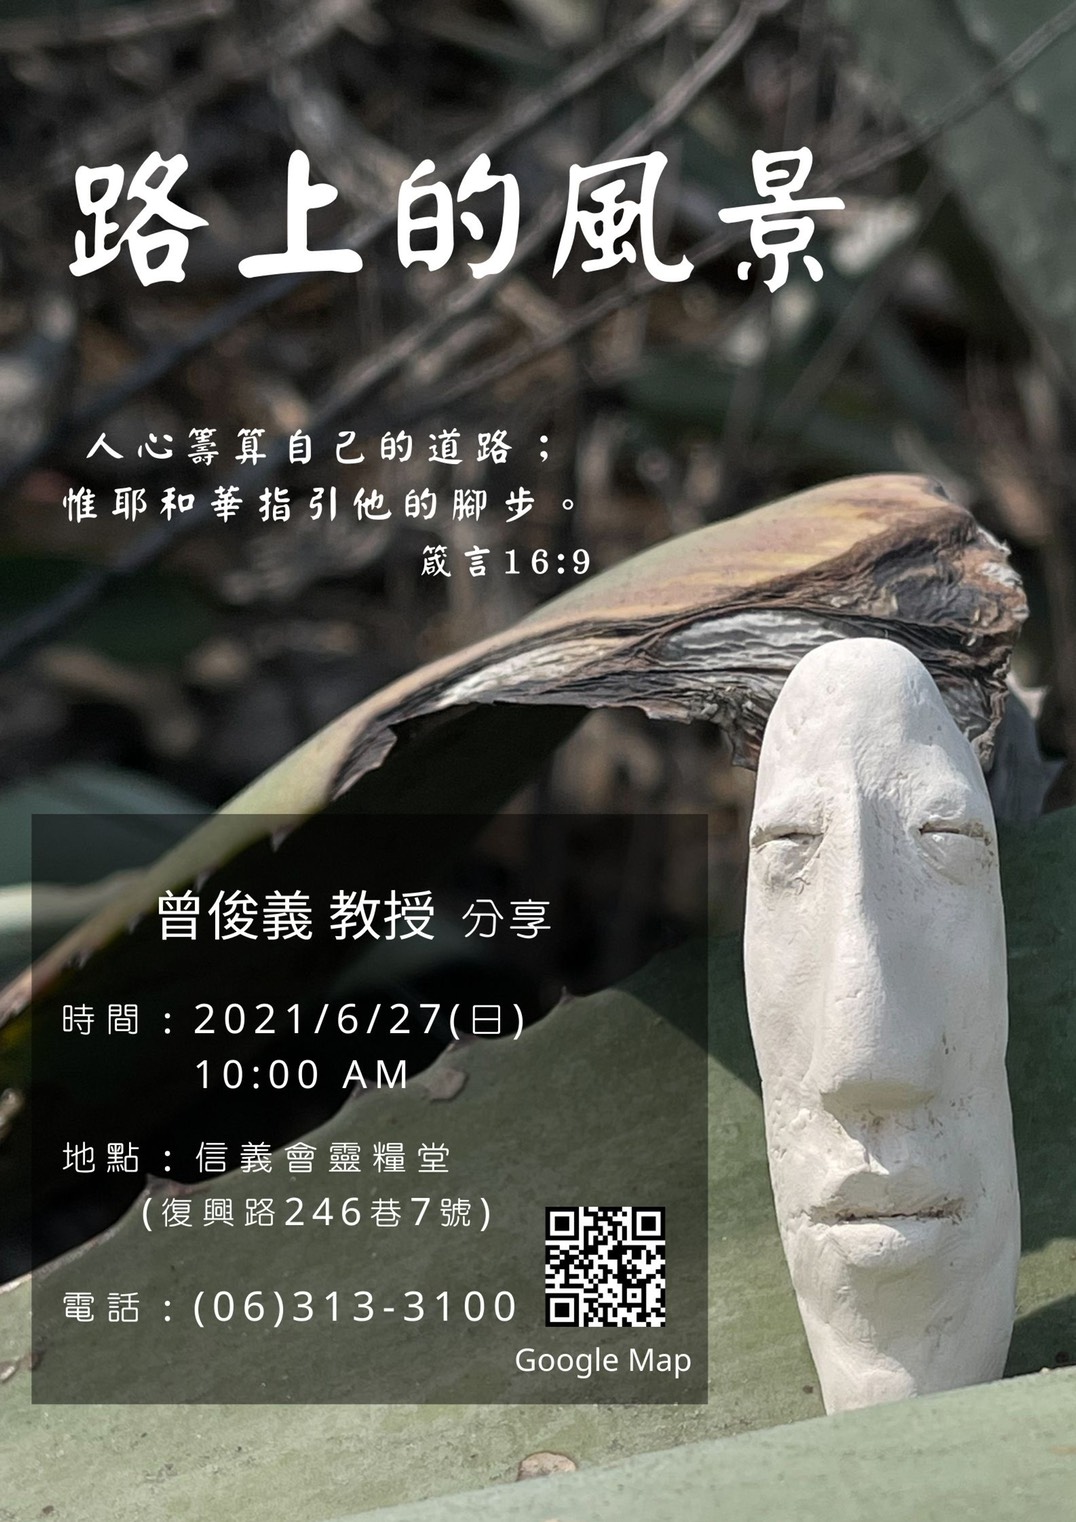 路上的風景
人心籌算自己的道路；
惟耶和華指引他的腳步。
箴言16:9
曾俊義 教授 分享
時間：2021/6/27(日)
10:00 AM
地點：信義會靈糧堂
(復興路246巷7號)
電話：(06)313-3100
Google Map